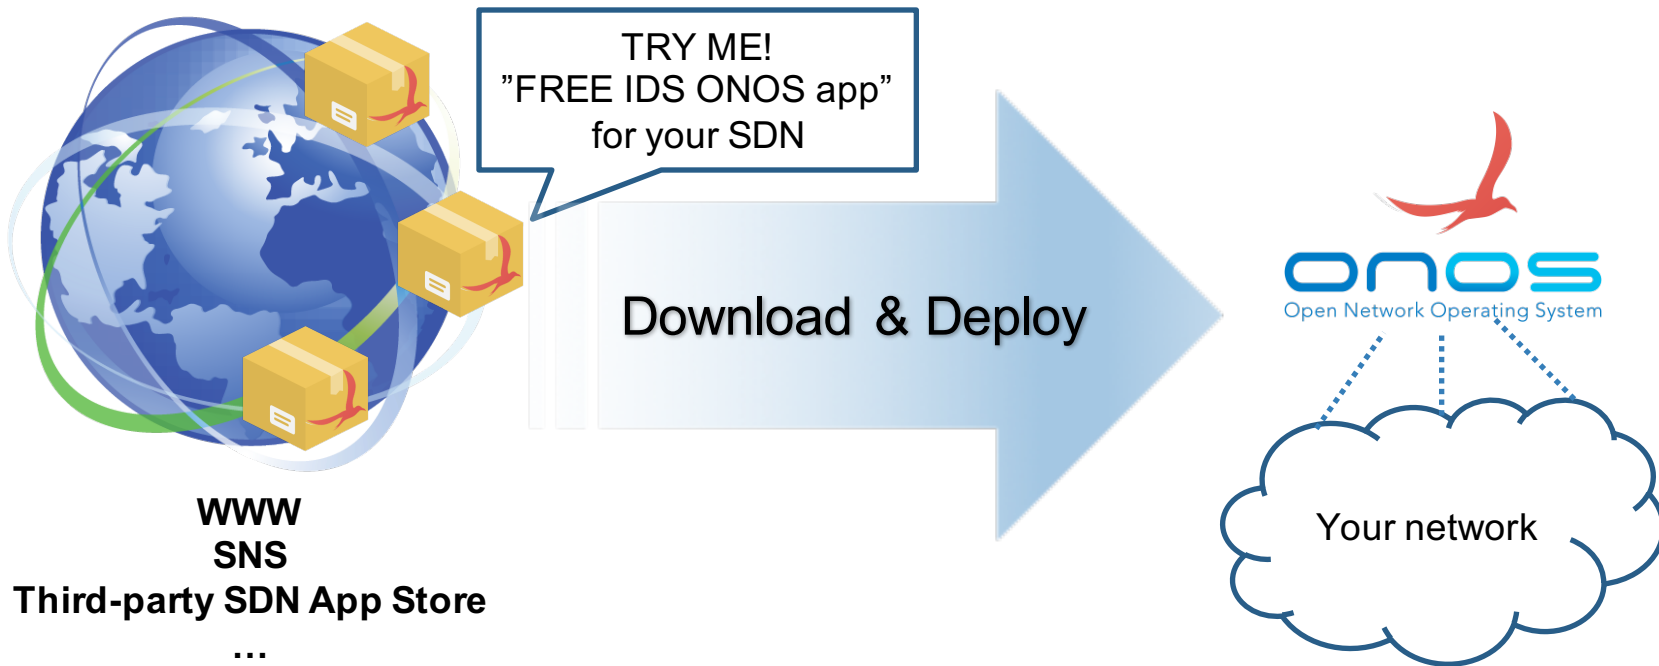 TRY ME!
”FREE IDS ONOS app”
for your SDN
Download & Deploy
onos
Open Network Operating System
Your network
WWW
SNS
Third-party SDN App Store
...